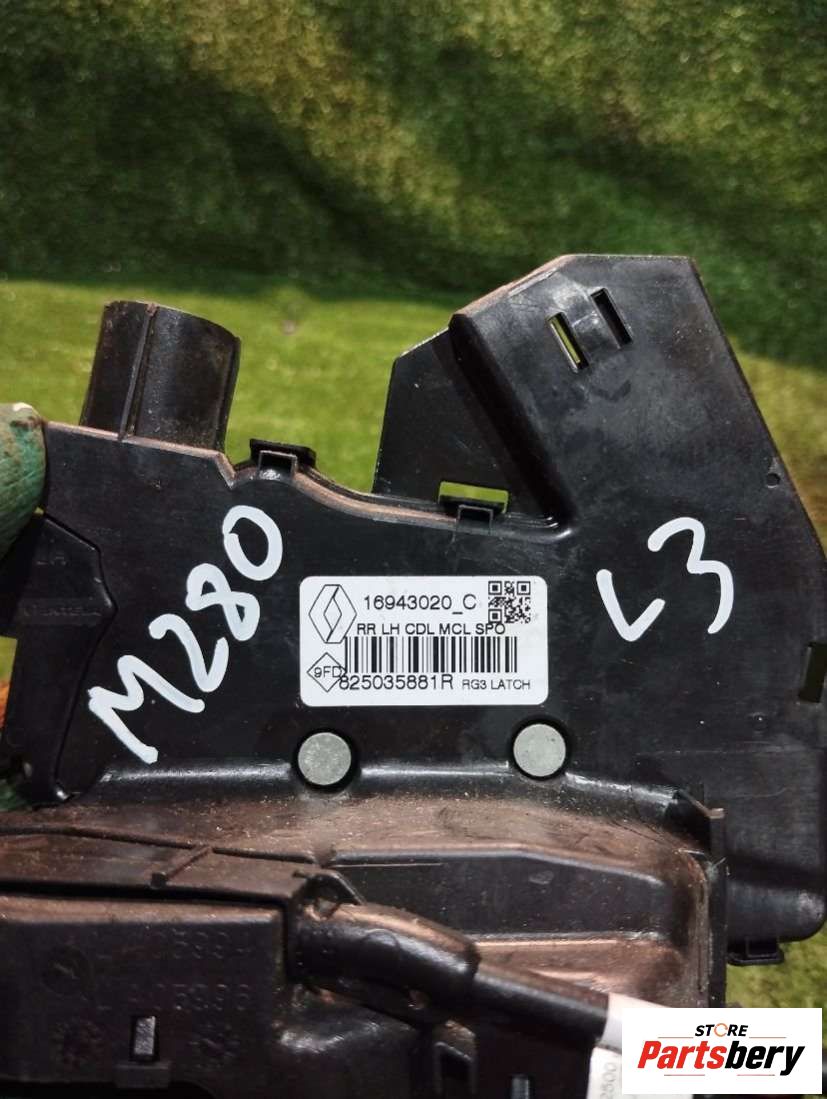 M280
L3
16943020_C
RR LH CDL MCL SPO
9FD
825035881R RG3 LATCH
STORE
Partsbery